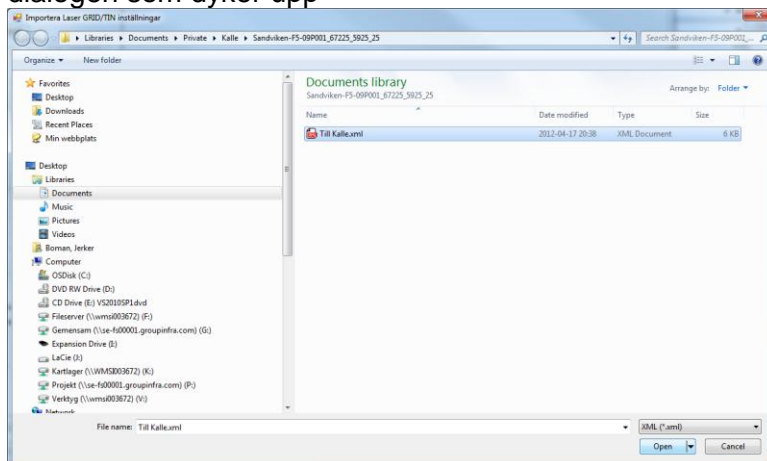 dialogen som dyker upp
Importera Laser GRID/TIN inställningar
Libraries ▸ Documents ▸ Private ▸ Kalle ▸ Sandviken-F5-09P001_67225_5925_25
Search Sandviken-F5-09P001_...
Organize
New folder
Favorites
Desktop
Downloads
Recent Places
Min webbplats
Desktop
Libraries
Documents
Music
Pictures
Videos
Boman, Jerker
Computer
OSDisk (C:)
DVD RW Drive (D:)
CD Drive (E:) VS2010SP1dvd
Fileserver (\\wmsi003672) (F:)
Gemensam (\\se-fs00001.groupinfra.com) (G:)
Expansion Drive (I:)
LaCie (J:)
Kartlager (\\WMSI003672) (K:)
Projekt (\\se-fs00001.groupinfra.com) (P:)
Verktyg (\\wmsi003672) (V:)
Network
Documents library
Sandviken-F5-09P001_67225_5925_25
Arrange by: Folder
Name Date modified Type Size
Till Kalle.xml 2012-04-17 20:38 XML Document 6 KB
File name: Till Kalle.xml
XML (*.xml)
Open Cancel